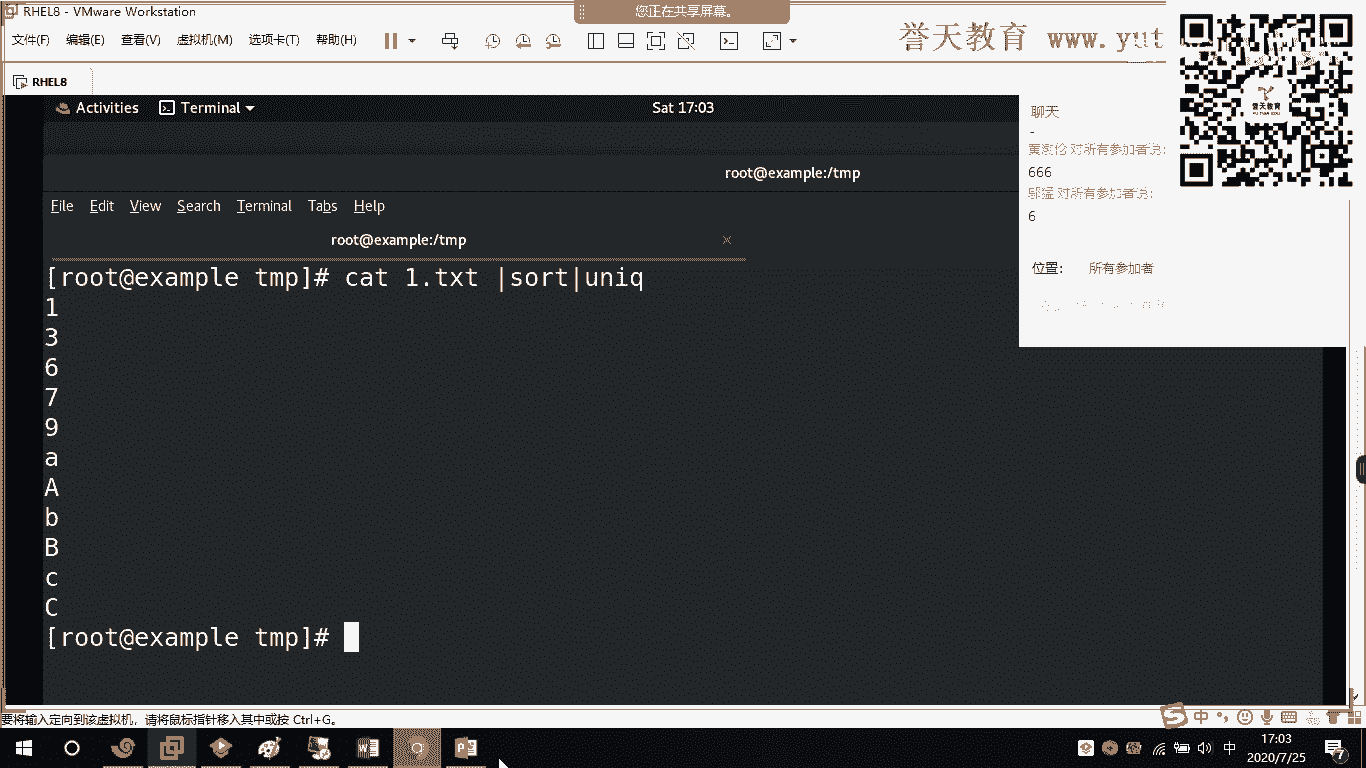 RHEL8 - VMware Workstation
您正在共享屏幕。
文件(F) 编辑(E) 查看(V) 虚拟机(M) 选项卡(T) 帮助(H)
誉天教育 www.yut
RHEL8
Activities Terminal Sat 17:03
root@example:/tmp
File Edit View Search Terminal Tabs Help
root@example:/tmp
[root@example tmp]# cat 1.txt |sort|uniq
1
3
6
7
9
a
A
b
B
c
C
[root@example tmp]#
聊天
对所有参加者说:
666
对所有参加者说:
6
位置: 所有参加者
誉天教育
要将输入定向到该虚拟机，请将鼠标指针移入其中或按 Ctrl+G。
中
中
17:03
2020/7/25
7